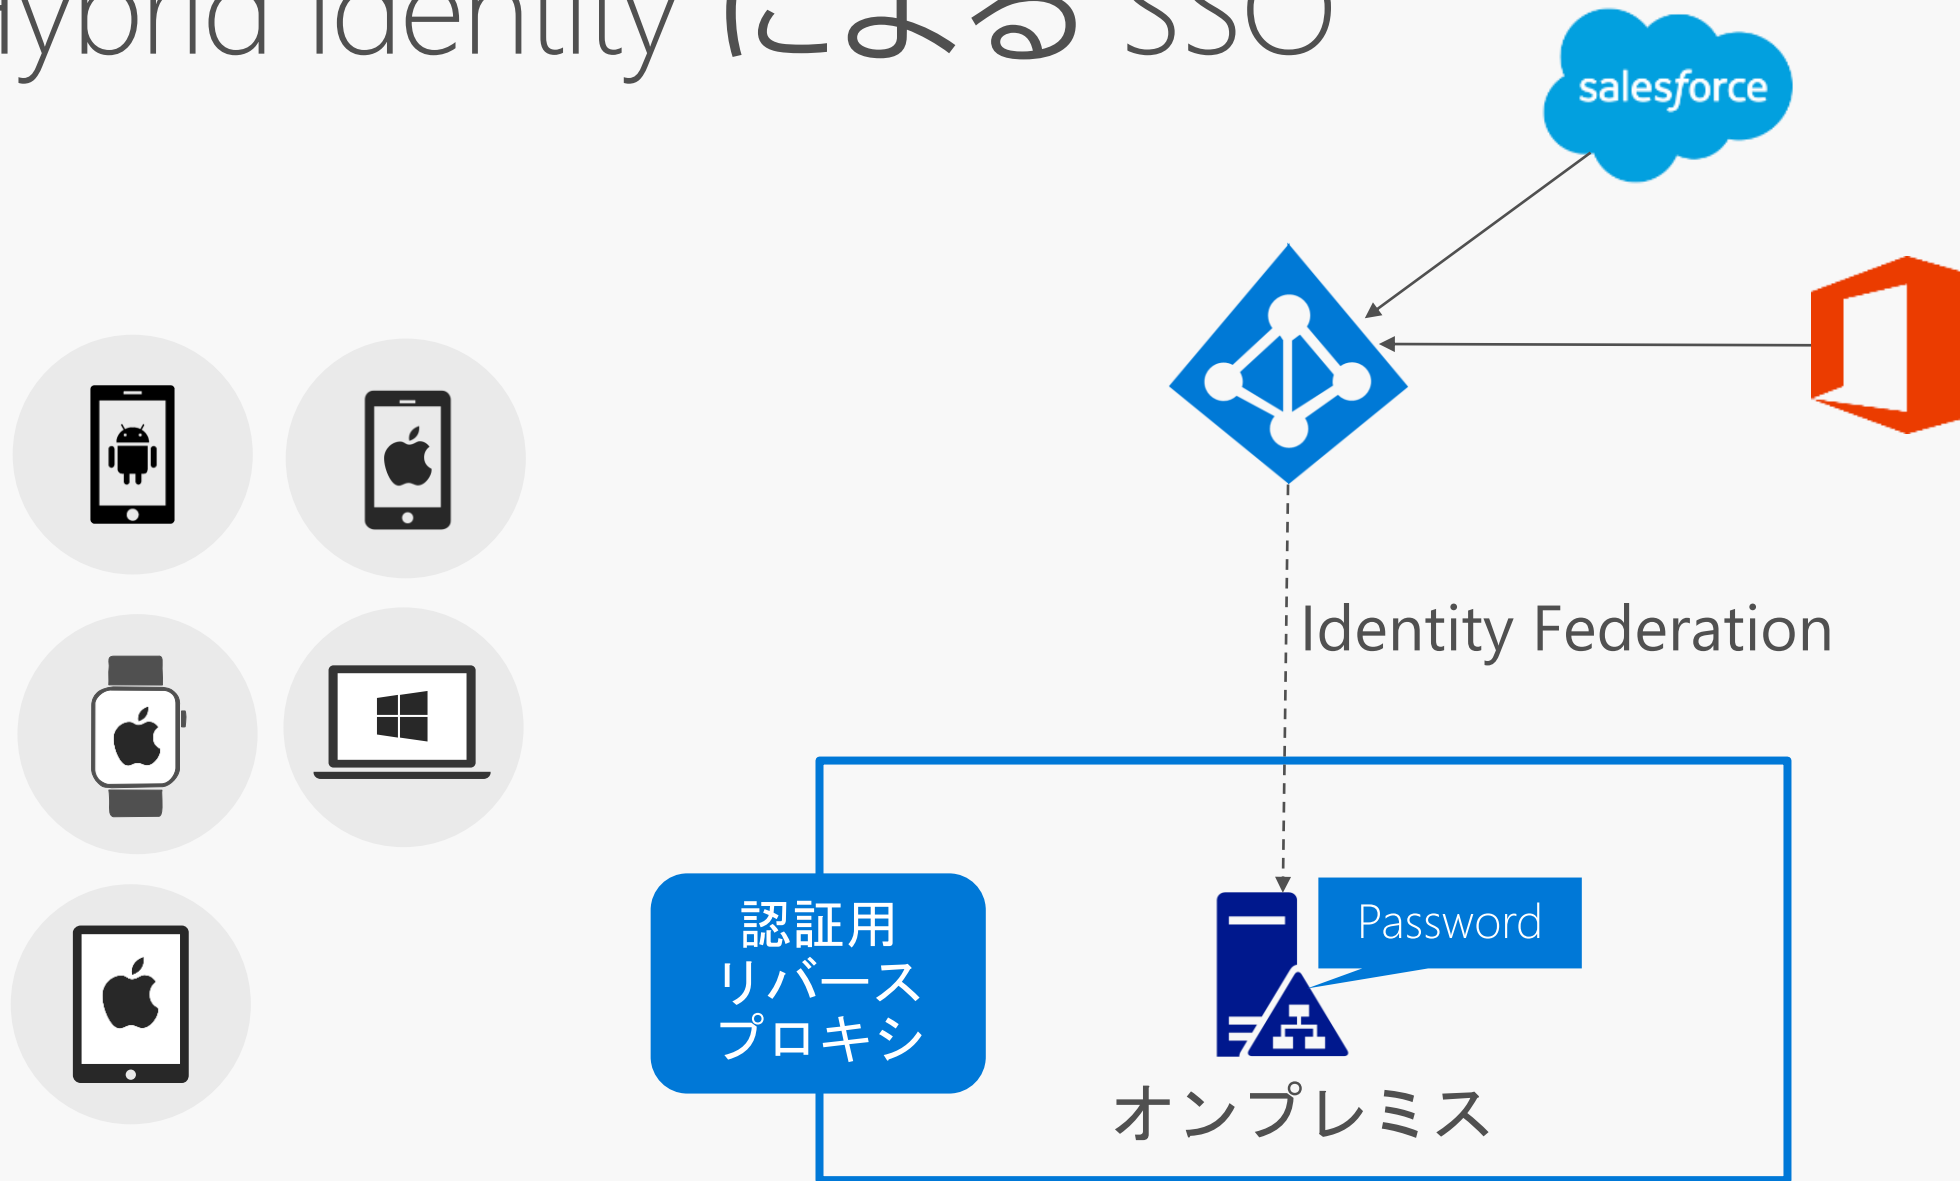 Hybrid Identity による SSO
salesforce
Identity Federation
認証用
リバース
プロキシ
Password
オンプレミス